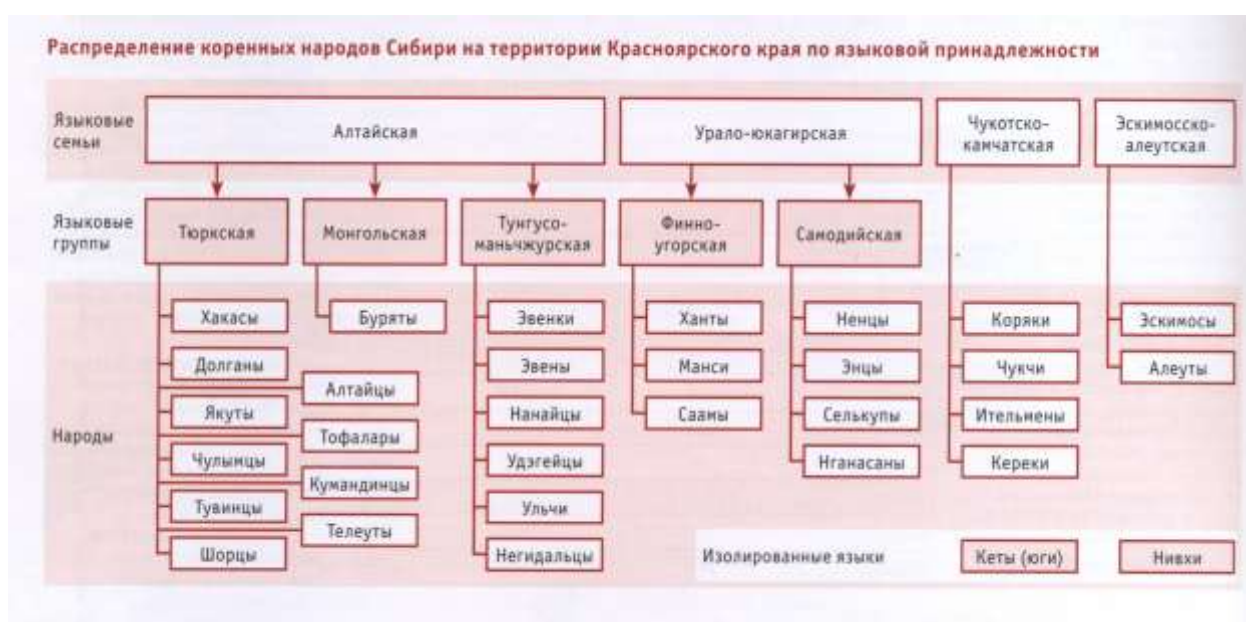 Распределение коренных народов Сибири на территории Красноярского края по языковой принадлежности
Языковые
семьи
Алтайская
Урало-юкагирская
Чукотско-
камчатская
Эскимосско-
алеутская
Языковые
группы
Тюркская
Монгольская
Тунгусо-
маньчжурская
Финно-
угорская
Самодийская
Народы
Хакасы
Долганы
Якуты
Чулымцы
Тувинцы
Шорцы
Алтайцы
Тофалары
Кумандинцы
Телеуты
Буряты
Эвенки
Эвены
Нанайцы
Удэгейцы
Ульчи
Негидальцы
Ханты
Манси
Саамы
Ненцы
Энцы
Селькупы
Нганасаны
Коряки
Чукчи
Ительмены
Кереки
Эскимосы
Алеуты
Изолированные языки
Кеты (юги)
Нивхи